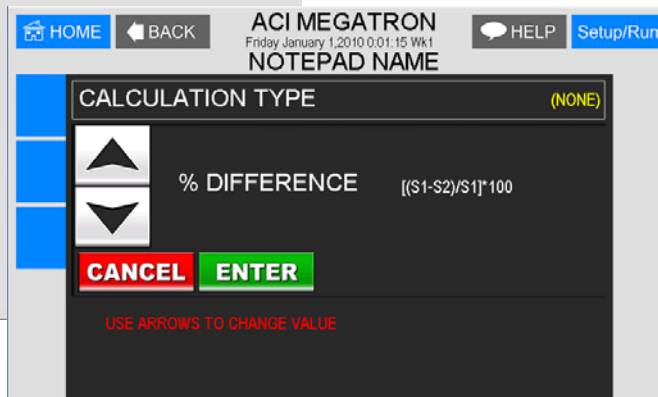 HOME
BACK
ACI MEGATRON
Friday January 1,2010 0:01:15 Wk1
NOTEPAD NAME
HELP
Setup/Run
CALCULATION TYPE
(NONE)
% DIFFERENCE
[(S1-S2)/S1]*100
CANCEL
ENTER
USE ARROWS TO CHANGE VALUE